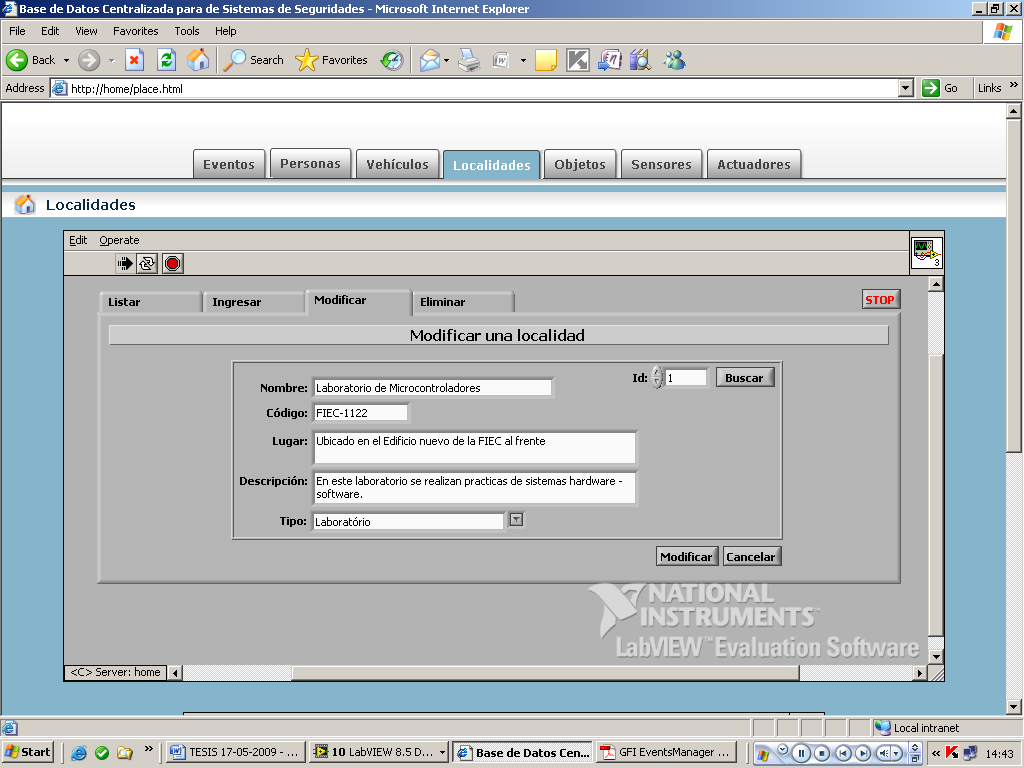 Base de Datos Centralizada para de Sistemas de Seguridades - Microsoft Internet Explorer
File Edit View Favorites Tools Help
Back Search Favorites
Address http://home/place.html Go Links »
Eventos Personas Vehículos Localidades Objetos Sensores Actuadores
Localidades
Edit Operate
3
Listar Ingresar Modificar Eliminar STOP
Modificar una localidad
Id: 1 Buscar
Nombre: Laboratorio de Microcontroladores
Código: FIEC-1122
Lugar: Ubicado en el Edificio nuevo de la FIEC al frente
Descripción: En este laboratorio se realizan practicas de sistemas hardware -
software.
Tipo: Laboratório
Modificar Cancelar
NATIONAL
INSTRUMENTS™
LabVIEW™ Evaluation Software
<C> Server: home
Local intranet
Start » TESIS 17-05-2009 - ... 10 LabVIEW 8.5 D... Base de Datos Cen... GFI EventsManager ... « 14:43